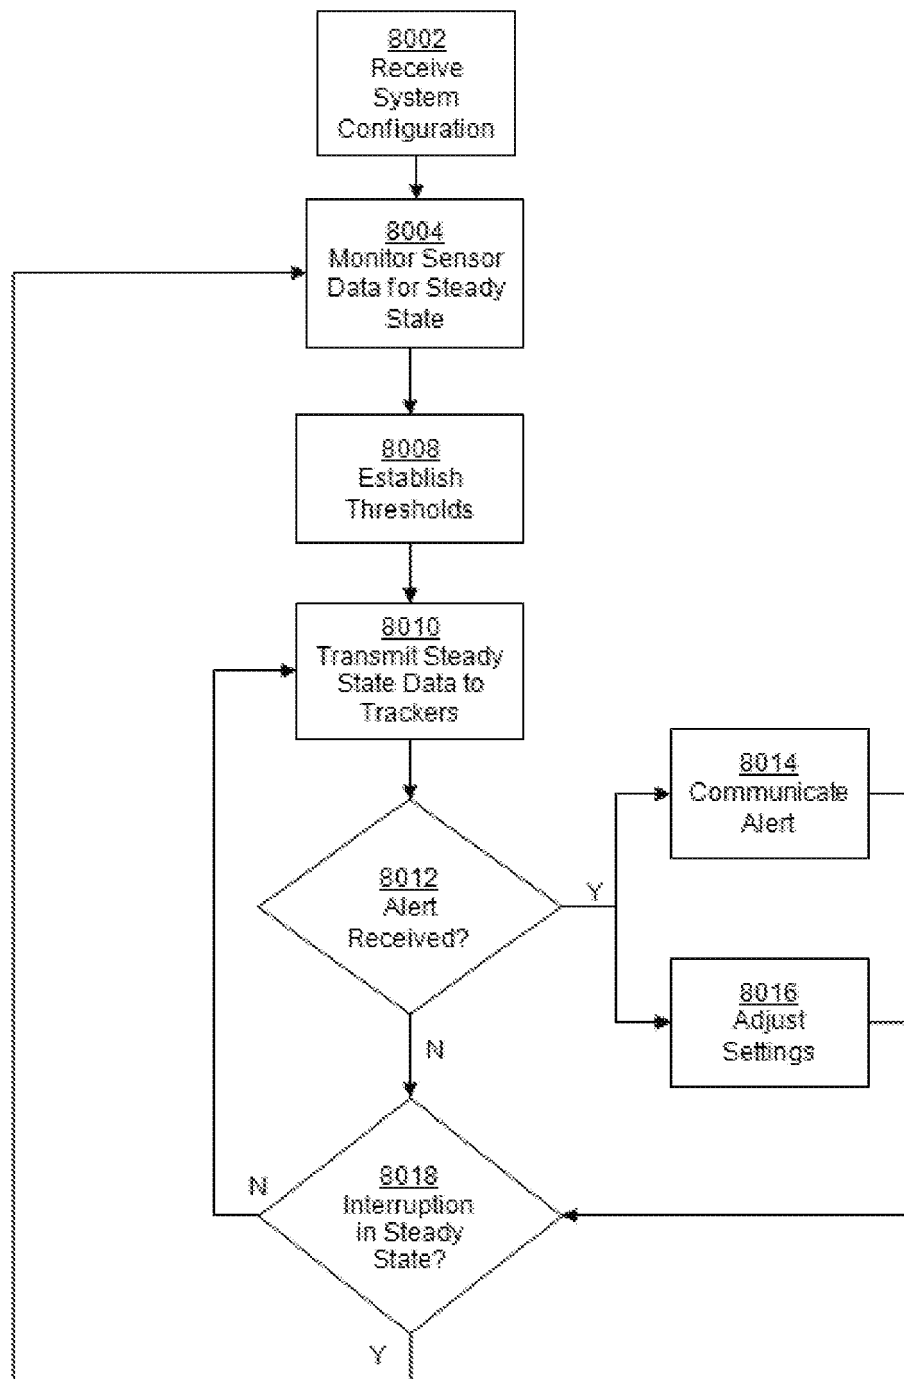 8002
Receive
System
Configuration
8004
Monitor Sensor
Data for Steady
State
8008
Establish
Thresholds
8010
Transmit Steady
State Data to
Trackers
8014
Communicate
Alert
8012
Alert
Received?
Y
8016
Adjust
Settings
N
8018
Interruption
in Steady
State?
N
Y